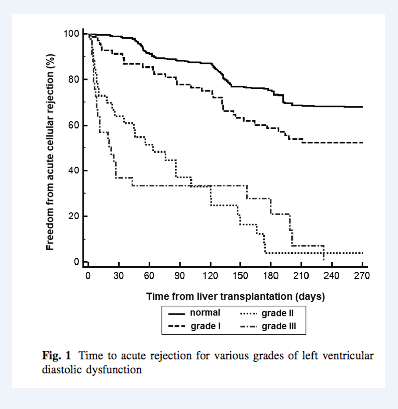 100
80
60
40
20
0
Freedom from acute cellular rejection (%)
0 30 60 90 120 150 180 210 240 270
Time from liver transplantation (days)
normal grade II
grade I grade III
Fig. 1 Time to acute rejection for various grades of left ventricular
diastolic dysfunction